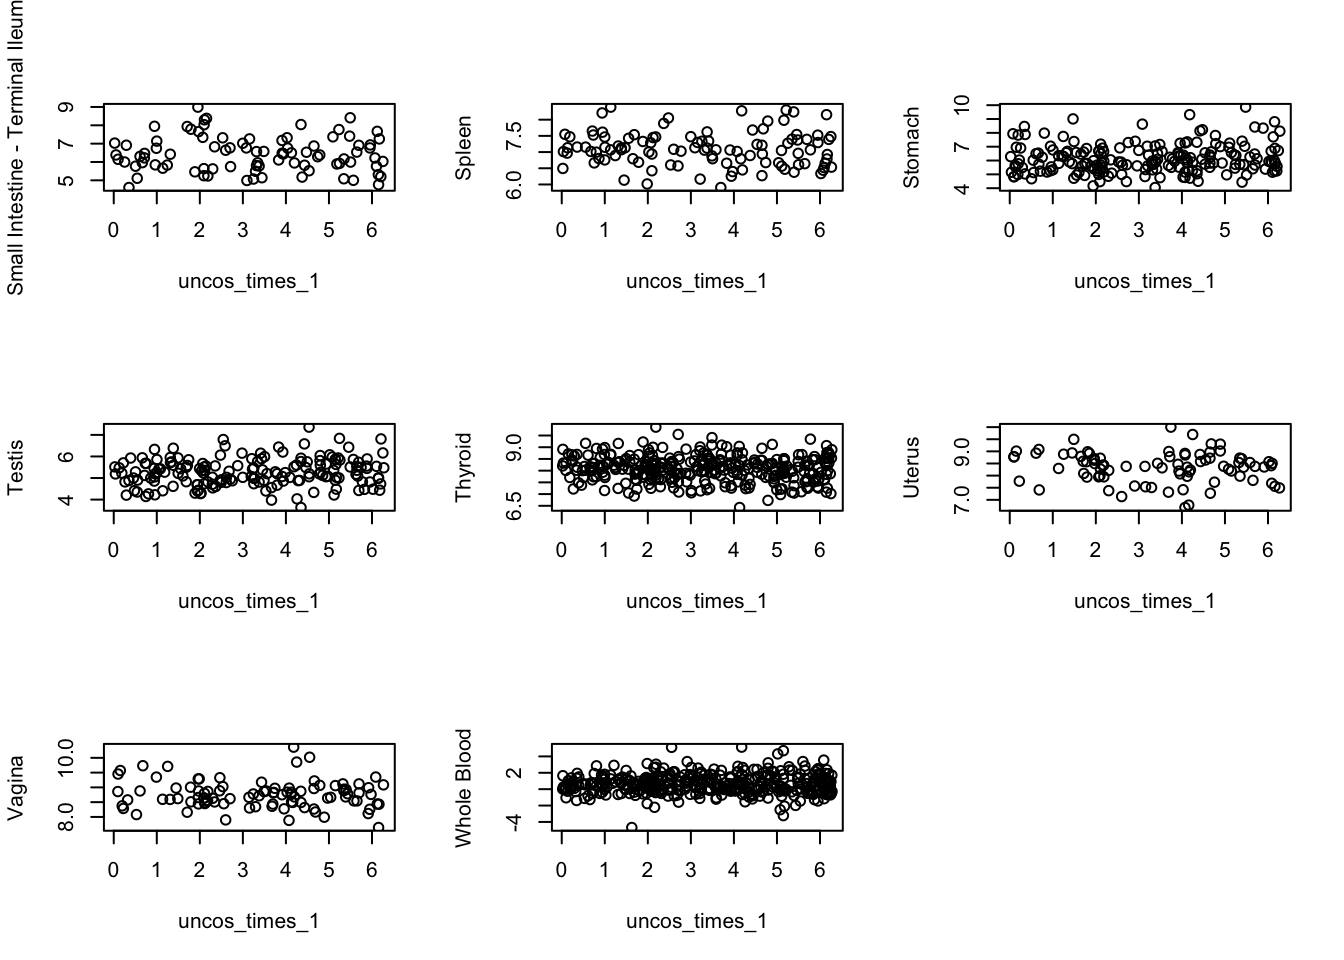 Small Intestine - Terminal Ileum
9
7
5
0 1 2 3 4 5 6
uncos_times_1
Spleen
7.5
6.0
0 1 2 3 4 5 6
uncos_times_1
Stomach
10
7
4
0 1 2 3 4 5 6
uncos_times_1
Testis
6
4
0 1 2 3 4 5 6
uncos_times_1
Thyroid
9.0
6.5
0 1 2 3 4 5 6
uncos_times_1
Uterus
9.0
7.0
0 1 2 3 4 5 6
uncos_times_1
Vagina
10.0
8.0
0 1 2 3 4 5 6
uncos_times_1
Whole Blood
2
-4
0 1 2 3 4 5 6
uncos_times_1